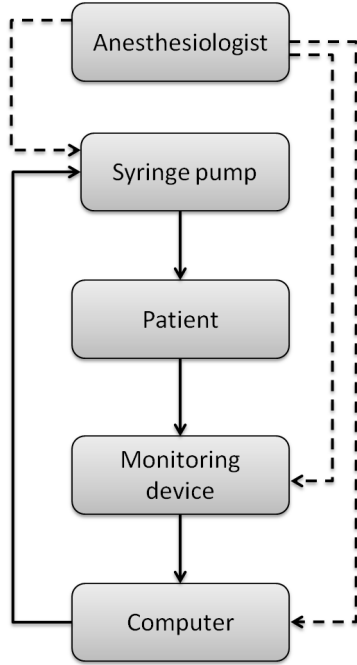 Anesthesiologist
Syringe pump
Patient
Monitoring
device
Computer